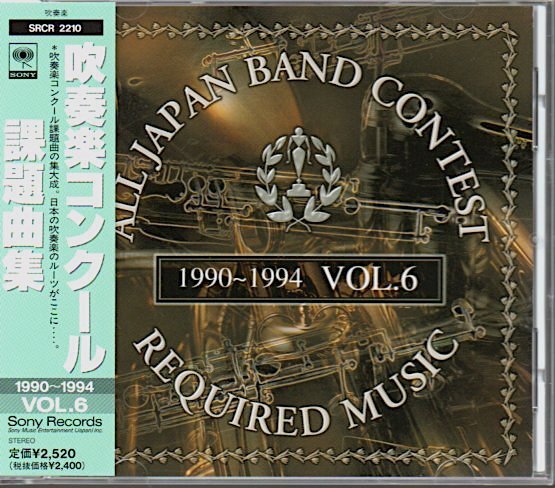 吹奏楽
SRCR 2210
SONY
吹奏楽コンクール
課題曲集
*吹奏楽コンクール課題曲の集大成。日本の吹奏楽のルーツがここに……。
1990〜1994
VOL.6
Sony Records
Sony Music Entertainment (Japan) Inc.
STEREO
定価¥2,520
(税抜価格¥2,400)
ALL JAPAN BAND CONTEST
1990~1994 VOL.6
REQUIRED MUSIC